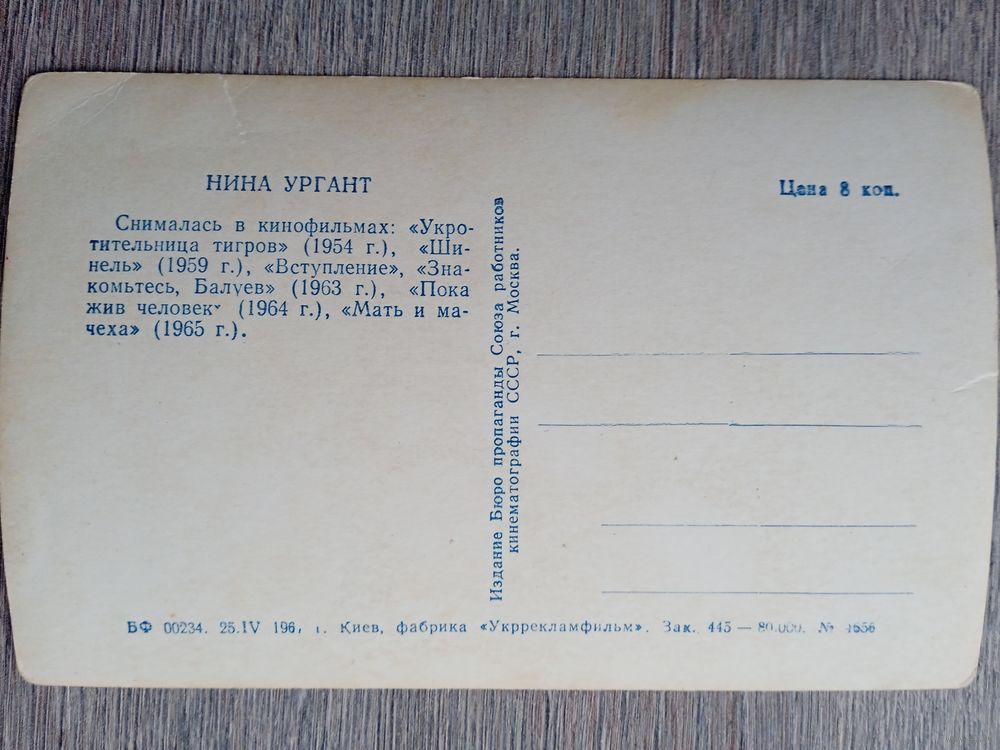 НИНА УРГАНТ
Снималась в кинофильмах: «Укро-
тительница тигров» (1954 г.), «Ши-
нель» (1959 г.), «Вступление», «Зна-
комьтесь, Балуев» (1963 г.), «Пока
жив человек» (1964 г.), «Мать и ма-
чеха» (1965 г.).
Издание Бюро пропаганды Союза работников
кинематографии СССР, г. Москва.
Цена 8 коп.
БФ 00234. 25.IV г. Киев, фабрика «Укррекламфильм». Зак. 445 — 80.000. №